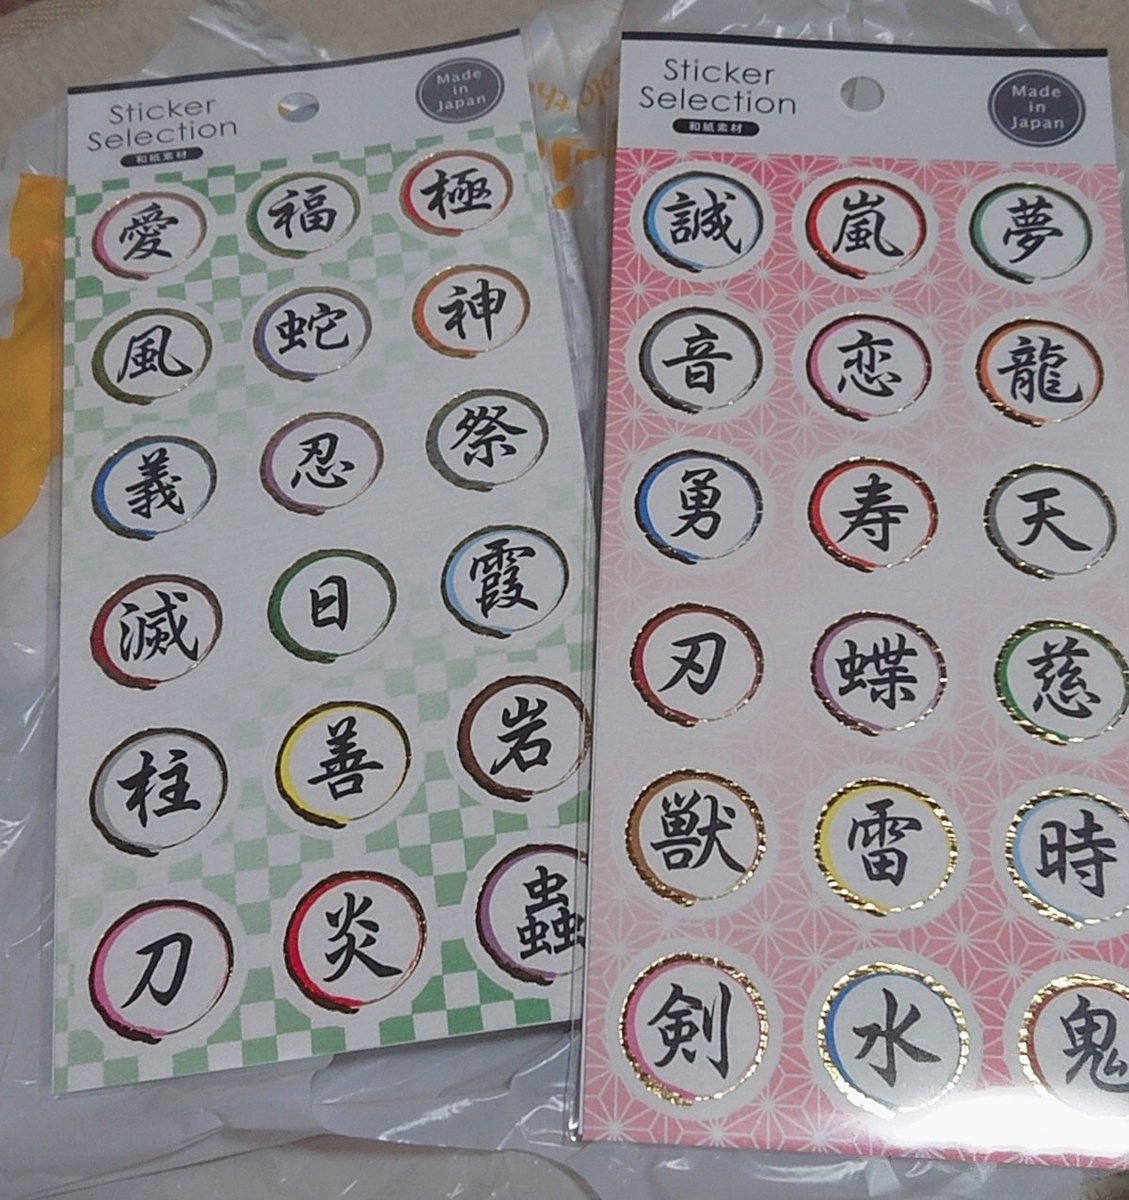 Sticker
Selection
和紙素材
Made
in
Japan
愛 福 極
風 蛇 神
義 忍 祭
滅 日 霞
柱 善 岩
刀 炎 蟲
Sticker
Selection
和紙素材
Made
in
Japan
誠 嵐 夢
音 恋 龍
勇 寿 天
刃 蝶 慈
獣 雷 時
剣 水 鬼